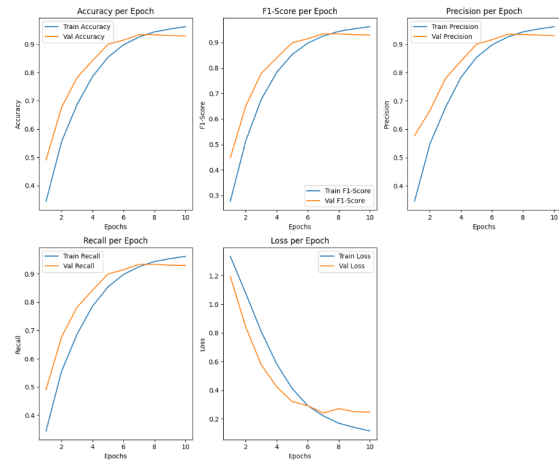 Accuracy per Epoch
Train Accuracy
Val Accuracy
0.9
0.8
0.7
0.6
0.5
0.4
Accuracy
2
4
6
8
10
Epochs
F1-Score per Epoch
0.9
0.8
0.7
0.6
0.5
0.4
0.3
F1-Score
Train F1-Score
Val F1-Score
2
4
6
8
10
Epochs
Precision per Epoch
Train Precision
Val Precision
0.9
0.8
0.7
0.6
0.5
0.4
Precision
2
4
6
8
10
Epochs
Recall per Epoch
Train Recall
Val Recall
0.9
0.8
0.7
0.6
0.5
0.4
Recall
2
4
6
8
10
Epochs
Loss per Epoch
Train Loss
Val Loss
1.2
1.0
0.8
0.6
0.4
0.2
Loss
2
4
6
8
10
Epochs